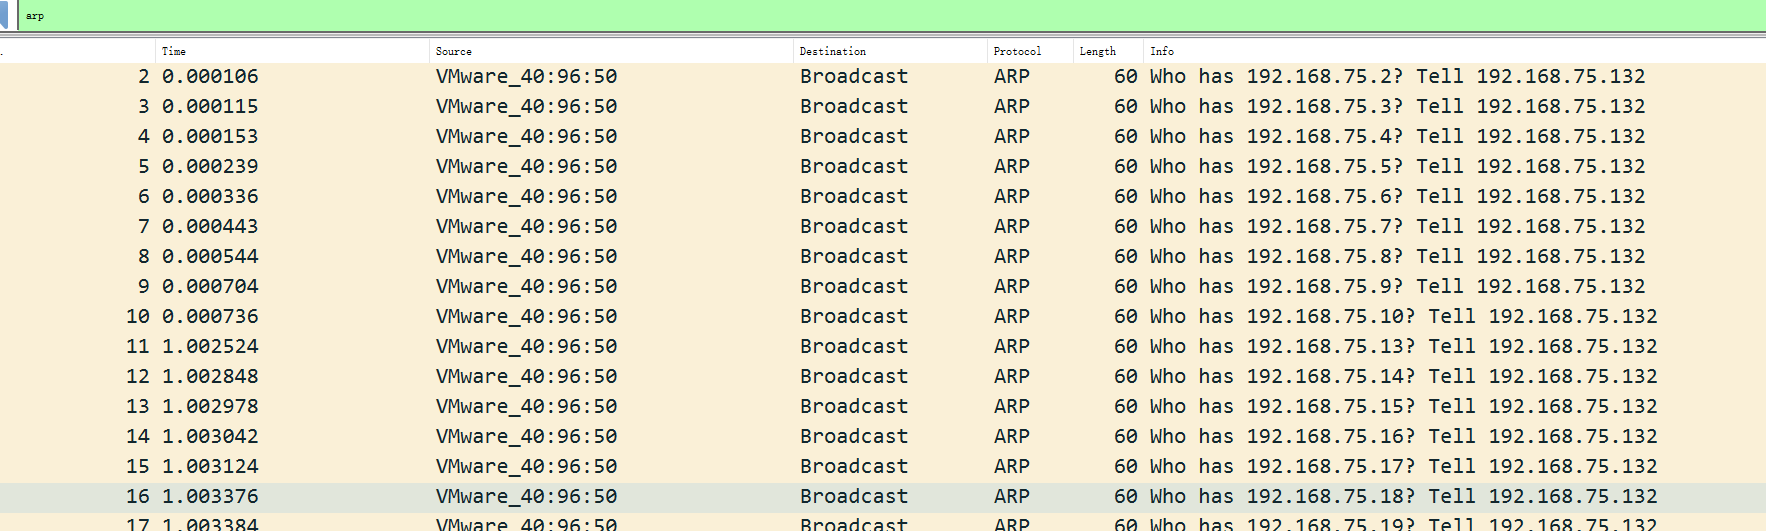 arp
. Time Source Destination Protocol Length Info
2 0.000106 VMware_40:96:50 Broadcast ARP 60 Who has 192.168.75.2? Tell 192.168.75.132
3 0.000115 VMware_40:96:50 Broadcast ARP 60 Who has 192.168.75.3? Tell 192.168.75.132
4 0.000153 VMware_40:96:50 Broadcast ARP 60 Who has 192.168.75.4? Tell 192.168.75.132
5 0.000239 VMware_40:96:50 Broadcast ARP 60 Who has 192.168.75.5? Tell 192.168.75.132
6 0.000336 VMware_40:96:50 Broadcast ARP 60 Who has 192.168.75.6? Tell 192.168.75.132
7 0.000443 VMware_40:96:50 Broadcast ARP 60 Who has 192.168.75.7? Tell 192.168.75.132
8 0.000544 VMware_40:96:50 Broadcast ARP 60 Who has 192.168.75.8? Tell 192.168.75.132
9 0.000704 VMware_40:96:50 Broadcast ARP 60 Who has 192.168.75.9? Tell 192.168.75.132
10 0.000736 VMware_40:96:50 Broadcast ARP 60 Who has 192.168.75.10? Tell 192.168.75.132
11 1.002524 VMware_40:96:50 Broadcast ARP 60 Who has 192.168.75.13? Tell 192.168.75.132
12 1.002848 VMware_40:96:50 Broadcast ARP 60 Who has 192.168.75.14? Tell 192.168.75.132
13 1.002978 VMware_40:96:50 Broadcast ARP 60 Who has 192.168.75.15? Tell 192.168.75.132
14 1.003042 VMware_40:96:50 Broadcast ARP 60 Who has 192.168.75.16? Tell 192.168.75.132
15 1.003124 VMware_40:96:50 Broadcast ARP 60 Who has 192.168.75.17? Tell 192.168.75.132
16 1.003376 VMware_40:96:50 Broadcast ARP 60 Who has 192.168.75.18? Tell 192.168.75.132
17 1.003384 VMware_40:96:50 Broadcast ARP 60 Who has 192.168.75.19? Tell 192.168.75.132